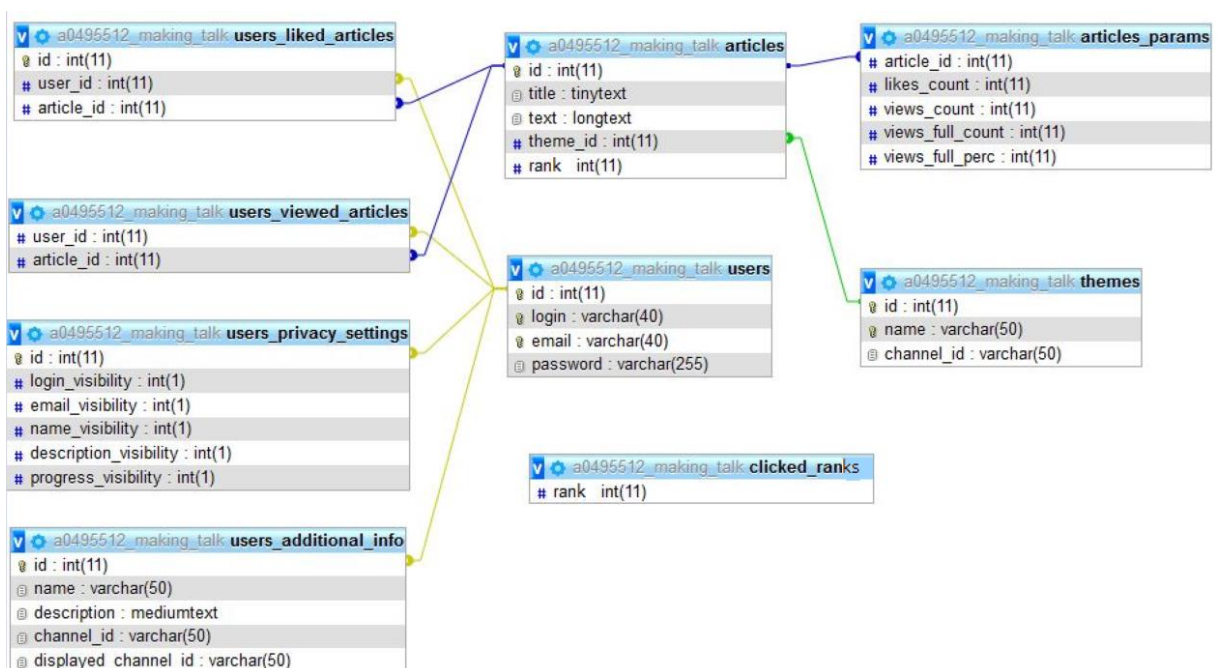 a0495512_making_talk users_liked_articles
id : int(11)
user_id : int(11)
article_id : int(11)
a0495512_making_talk users_viewed_articles
user_id : int(11)
article_id : int(11)
a0495512_making_talk users_privacy_settings
id : int(11)
login_visibility : int(1)
email_visibility : int(1)
name_visibility : int(1)
description_visibility : int(1)
progress_visibility : int(1)
a0495512_making_talk users_additional_info
id : int(11)
name : varchar(50)
description : mediumtext
channel_id : varchar(50)
displayed_channel_id : varchar(50)
a0495512_making_talk articles
id : int(11)
title : tinytext
text : longtext
theme_id : int(11)
rank int(11)
a0495512_making_talk users
id : int(11)
login : varchar(40)
email : varchar(40)
password : varchar(255)
a0495512_making_talk clicked_ranks
rank int(11)
a0495512_making_talk articles_params
article_id : int(11)
likes_count : int(11)
views_count : int(11)
views_full_count : int(11)
views_full_perc : int(11)
a0495512_making_talk themes
id : int(11)
name : varchar(50)
channel_id : varchar(50)